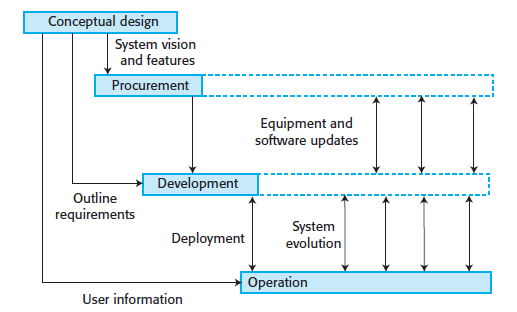 Conceptual design
System vision
and features
Procurement
Equipment and
software updates
Development
Outline
requirements
Deployment
System
evolution
Operation
User information